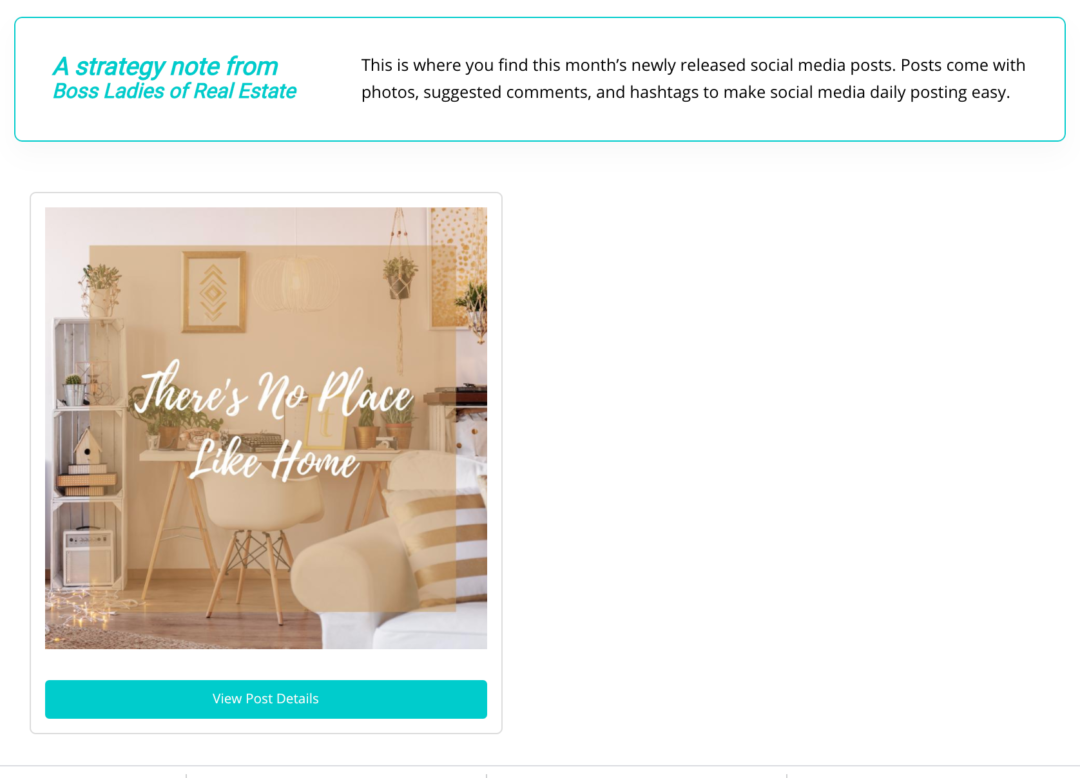 A strategy note from
Boss Ladies of Real Estate
This is where you find this month’s newly released social media posts. Posts come with
photos, suggested comments, and hashtags to make social media daily posting easy.
There's No Place
Like Home
View Post Details